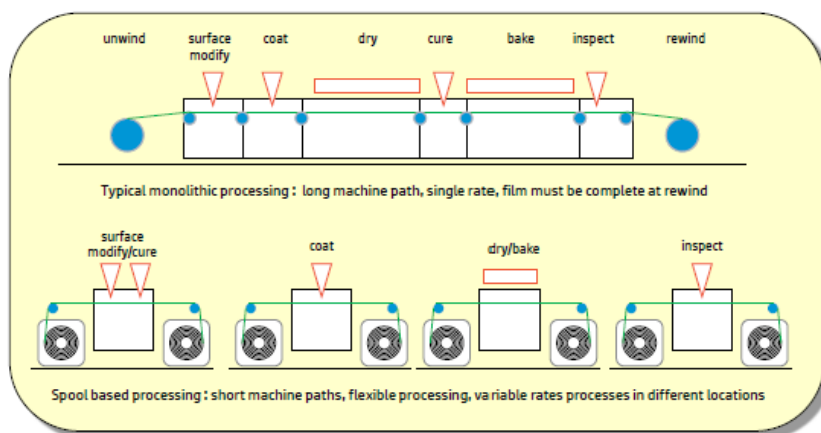 unwind
surface
modify
coat
dry
cure
bake
inspect
rewind
Typical monolithic processing : long machine path, single rate, film must be complete at rewind
surface
modify/cure
coat
dry/bake
inspect
Spool based processing : short machine paths, flexible processing, variable rates processes in different locations